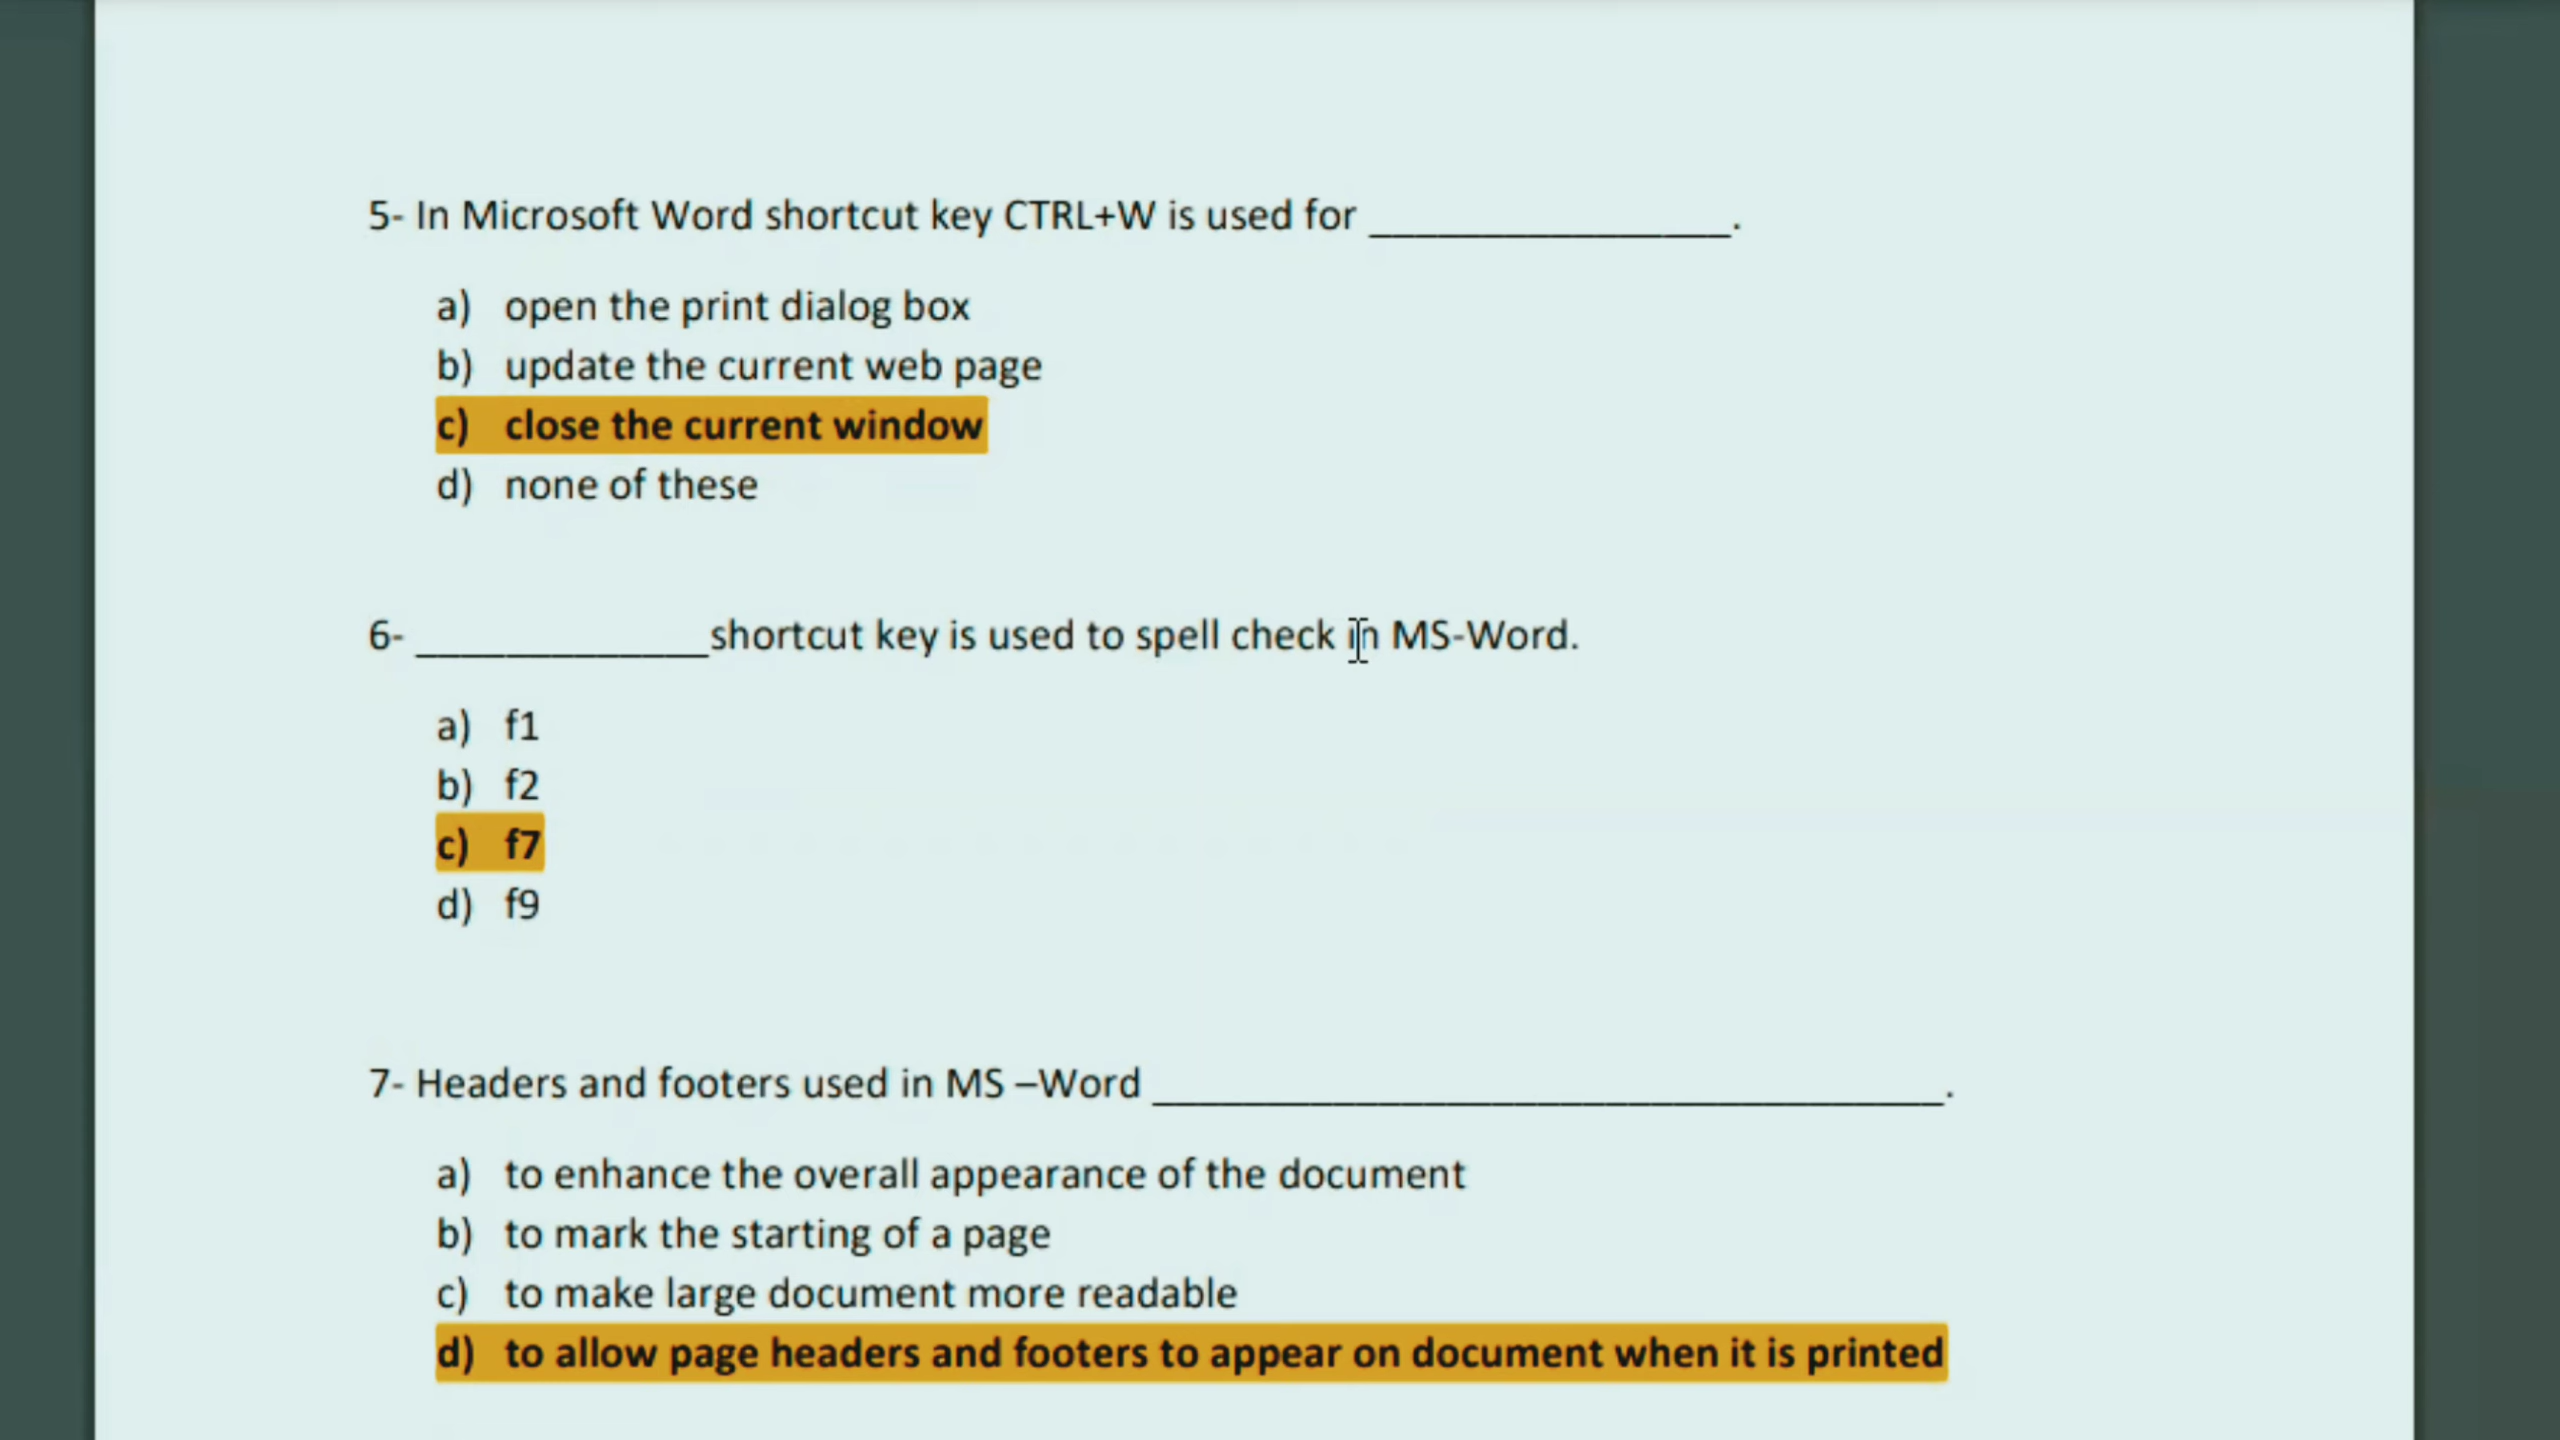 5- In Microsoft Word shortcut key CTRL+W is used for ________________.
a) open the print dialog box
b) update the current web page
c) close the current window
d) none of these
6- _____________shortcut key is used to spell check in MS-Word.
a) f1
b) f2
c) f7
d) f9
7- Headers and footers used in MS –Word ___________________________________.
a) to enhance the overall appearance of the document
b) to mark the starting of a page
c) to make large document more readable
d) to allow page headers and footers to appear on document when it is printed